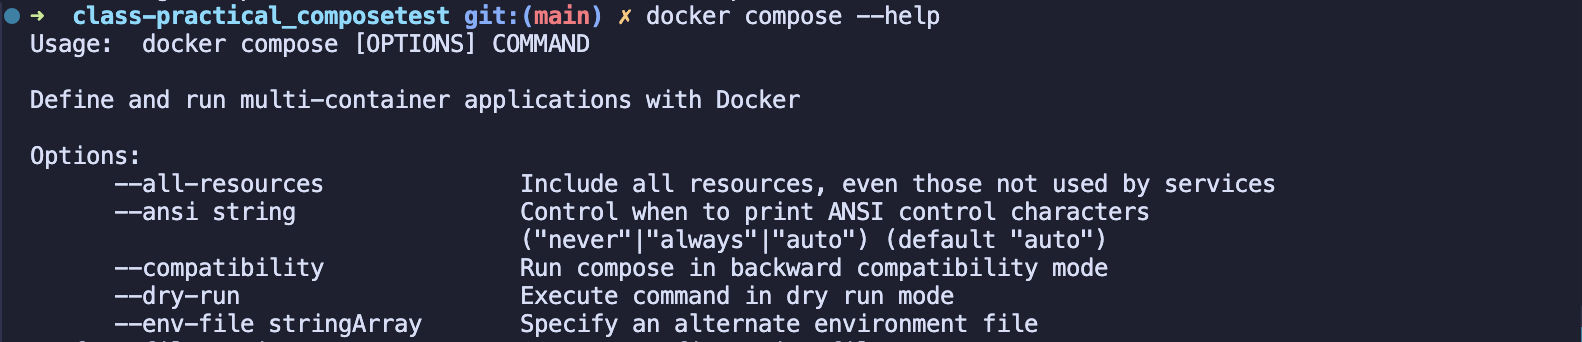 ➜ class-practical_composetest git:(main) ✗ docker compose --help
Usage:  docker compose [OPTIONS] COMMAND
Define and run multi-container applications with Docker
Options:
      --all-resources              Include all resources, even those not used by services
      --ansi string                Control when to print ANSI control characters
                                   ("never"|"always"|"auto") (default "auto")
      --compatibility              Run compose in backward compatibility mode
      --dry-run                    Execute command in dry run mode
      --env-file stringArray       Specify an alternate environment file